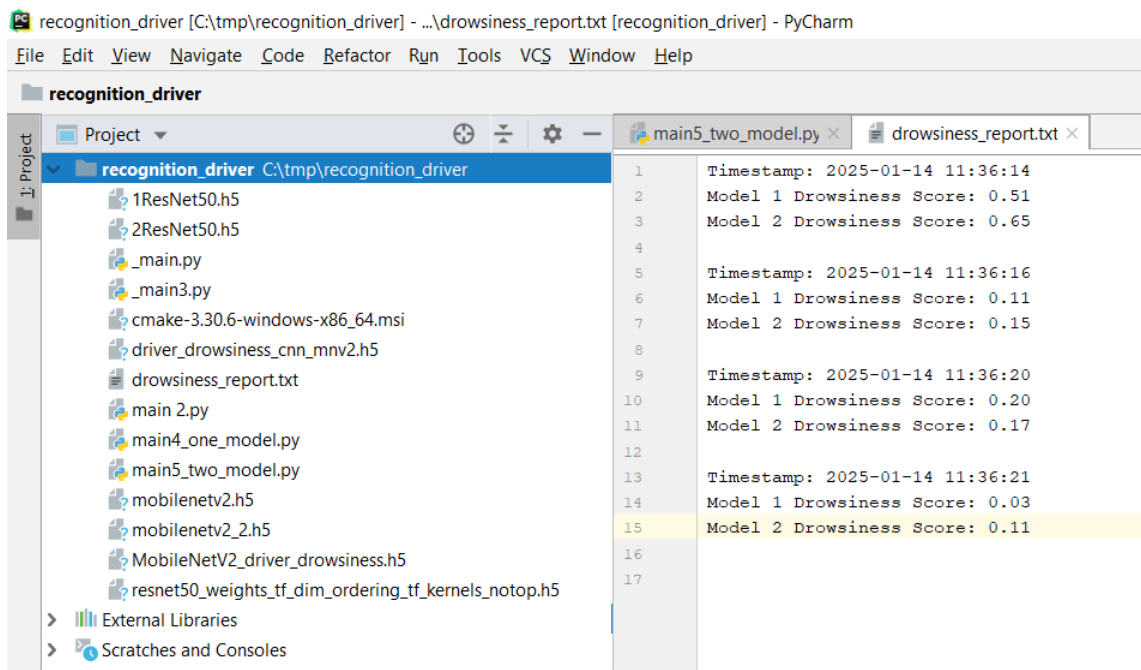 PC recognition_driver [C:\tmp\recognition_driver] - ...\drowsiness_report.txt [recognition_driver] - PyCharm
File Edit View Navigate Code Refactor Run Tools VCS Window Help
recognition_driver
1: Project
Project
recognition_driver C:\tmp\recognition_driver
1ResNet50.h5
2ResNet50.h5
_main.py
_main3.py
cmake-3.30.6-windows-x86_64.msi
driver_drowsiness_cnn_mnv2.h5
drowsiness_report.txt
main 2.py
main4_one_model.py
main5_two_model.py
mobilenetv2.h5
mobilenetv2_2.h5
MobileNetV2_driver_drowsiness.h5
resnet50_weights_tf_dim_ordering_tf_kernels_notop.h5
External Libraries
Scratches and Consoles
main5_two_model.py drowsiness_report.txt
1 Timestamp: 2025-01-14 11:36:14
2 Model 1 Drowsiness Score: 0.51
3 Model 2 Drowsiness Score: 0.65
4
5 Timestamp: 2025-01-14 11:36:16
6 Model 1 Drowsiness Score: 0.11
7 Model 2 Drowsiness Score: 0.15
8
9 Timestamp: 2025-01-14 11:36:20
10 Model 1 Drowsiness Score: 0.20
11 Model 2 Drowsiness Score: 0.17
12
13 Timestamp: 2025-01-14 11:36:21
14 Model 1 Drowsiness Score: 0.03
15 Model 2 Drowsiness Score: 0.11
16
17